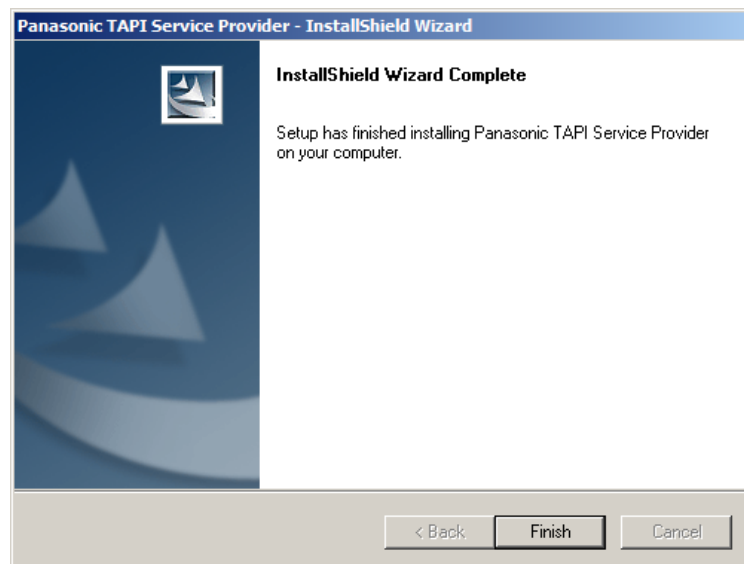 Panasonic TAPI Service Provider - InstallShield Wizard
InstallShield Wizard Complete
Setup has finished installing Panasonic TAPI Service Provider
on your computer.
< Back
Finish
Cancel